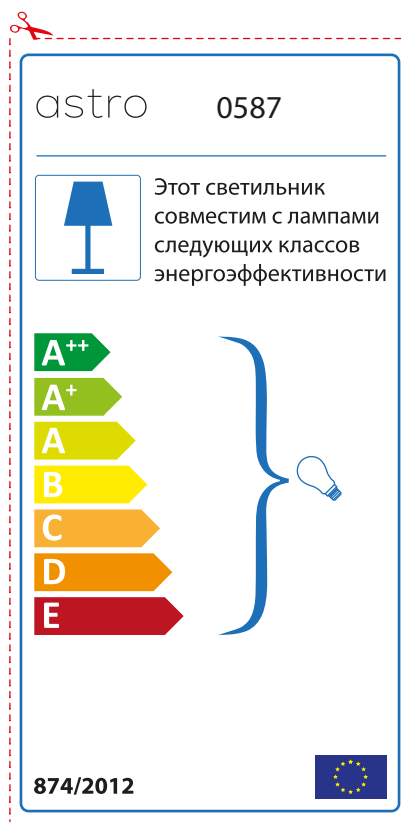 astro 0587
Этот светильник
совместим с лампами
следующих классов
энергоэффективности
A++
A+
A
B
C
D
E
874/2012